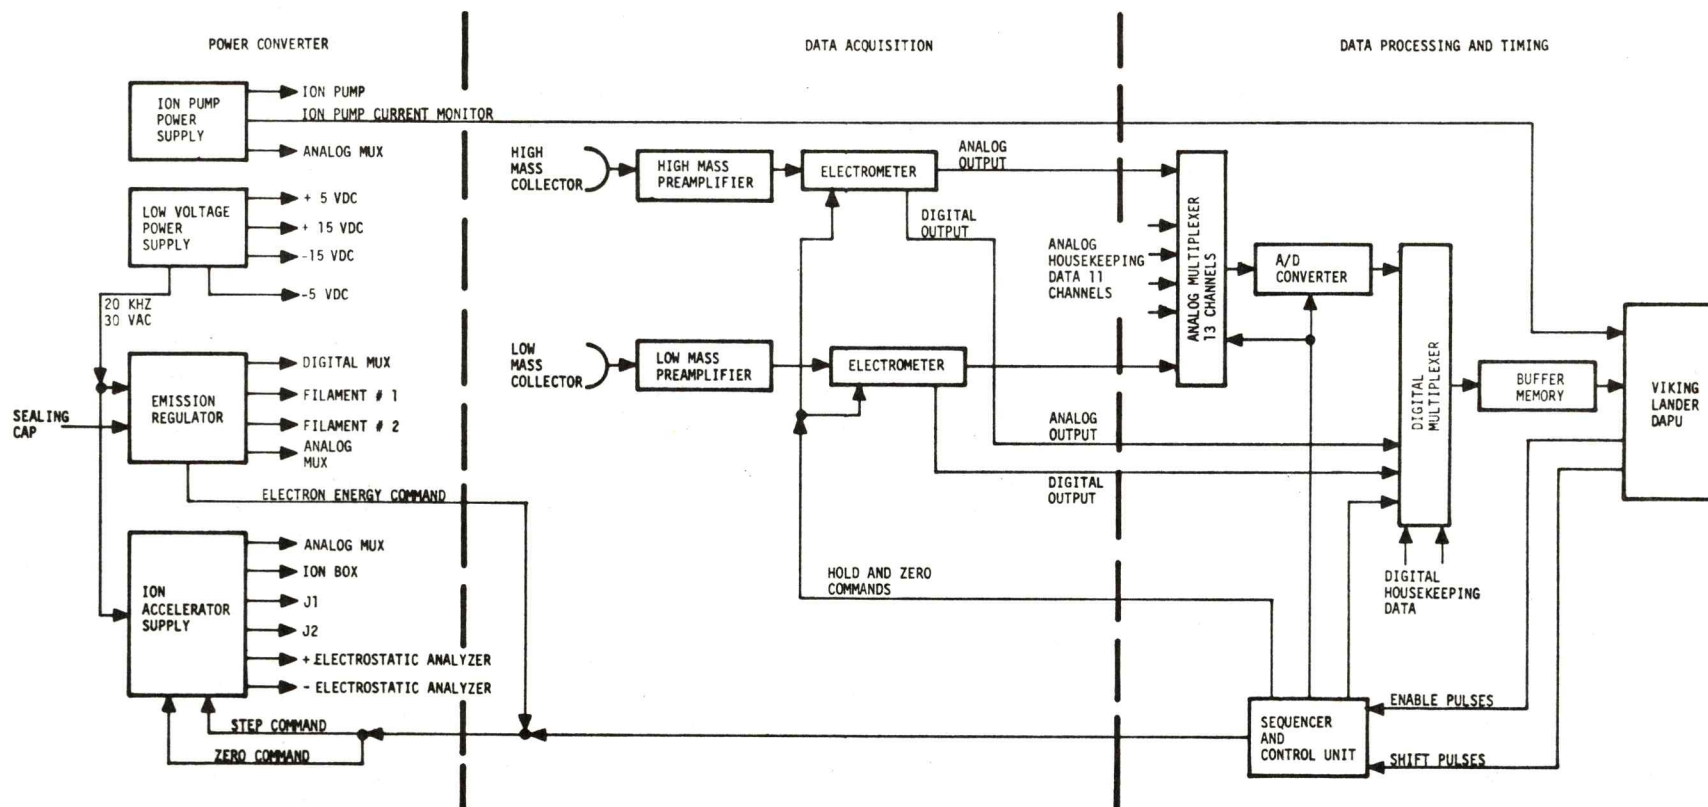 POWER CONVERTER
DATA ACQUISITION
DATA PROCESSING AND TIMING
ION PUMP
POWER
SUPPLY
ION PUMP
ION PUMP CURRENT MONITOR
ANALOG MUX
LOW VOLTAGE
POWER
SUPPLY
+ 5 VDC
+ 15 VDC
-15 VDC
-5 VDC
20 KHZ
30 VAC
EMISSION
REGULATOR
DIGITAL MUX
FILAMENT # 1
FILAMENT # 2
ANALOG
MUX
SEALING
CAP
ELECTRON ENERGY COMMAND
ION
ACCELERATOR
SUPPLY
ANALOG MUX
ION BOX
J1
J2
+ ELECTROSTATIC ANALYZER
- ELECTROSTATIC ANALYZER
STEP COMMAND
ZERO COMMAND
HIGH
MASS
COLLECTOR
HIGH MASS
PREAMPLIFIER
ELECTROMETER
ANALOG
OUTPUT
DIGITAL
OUTPUT
LOW
MASS
COLLECTOR
LOW MASS
PREAMPLIFIER
ELECTROMETER
ANALOG
OUTPUT
DIGITAL
OUTPUT
HOLD AND ZERO
COMMANDS
ANALOG
HOUSEKEEPING
DATA 11
CHANNELS
ANALOG MULTIPLEXER
13 CHANNELS
A/D
CONVERTER
DIGITAL
MULTIPLEXER
BUFFER
MEMORY
VIKING
LANDER
DAPU
DIGITAL
HOUSEKEEPING
DATA
SEQUENCER
AND
CONTROL UNIT
ENABLE PULSES
SHIFT PULSES